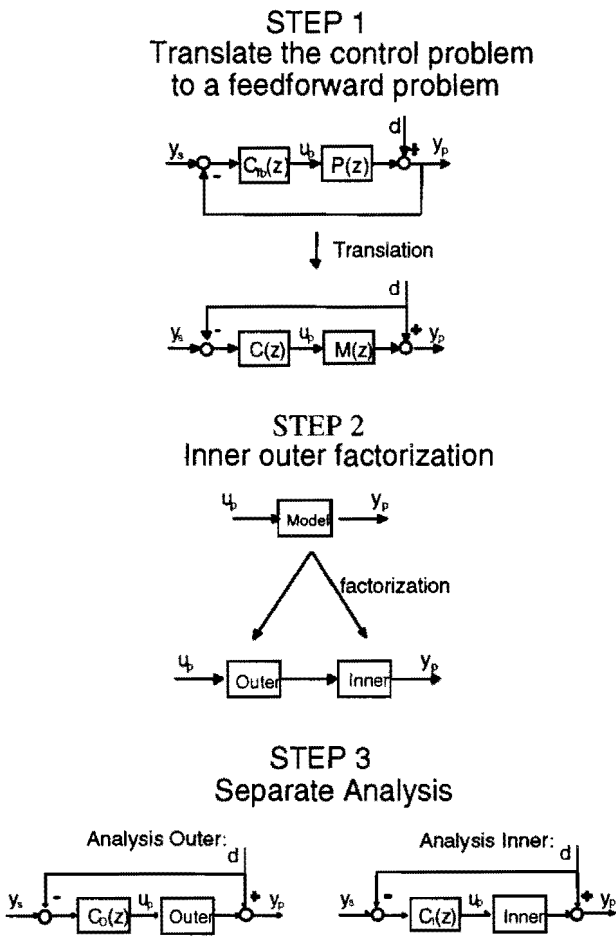 STEP 1
Translate the control problem
to a feedforward problem
d
yₛ
-
C_fb(z)
uₚ
P(z)
+
yₚ
Translation
d
yₛ
-
C(z)
uₚ
M(z)
+
yₚ
STEP 2
Inner outer factorization
uₚ
Model
yₚ
factorization
uₚ
Outer
Inner
yₚ
STEP 3
Separate Analysis
Analysis Outer:
d
yₛ
-
C₀(z)
uₚ
Outer
+
yₚ
Analysis Inner:
d
yₛ
-
Cᵢ(z)
uₚ
Inner
+
yₚ